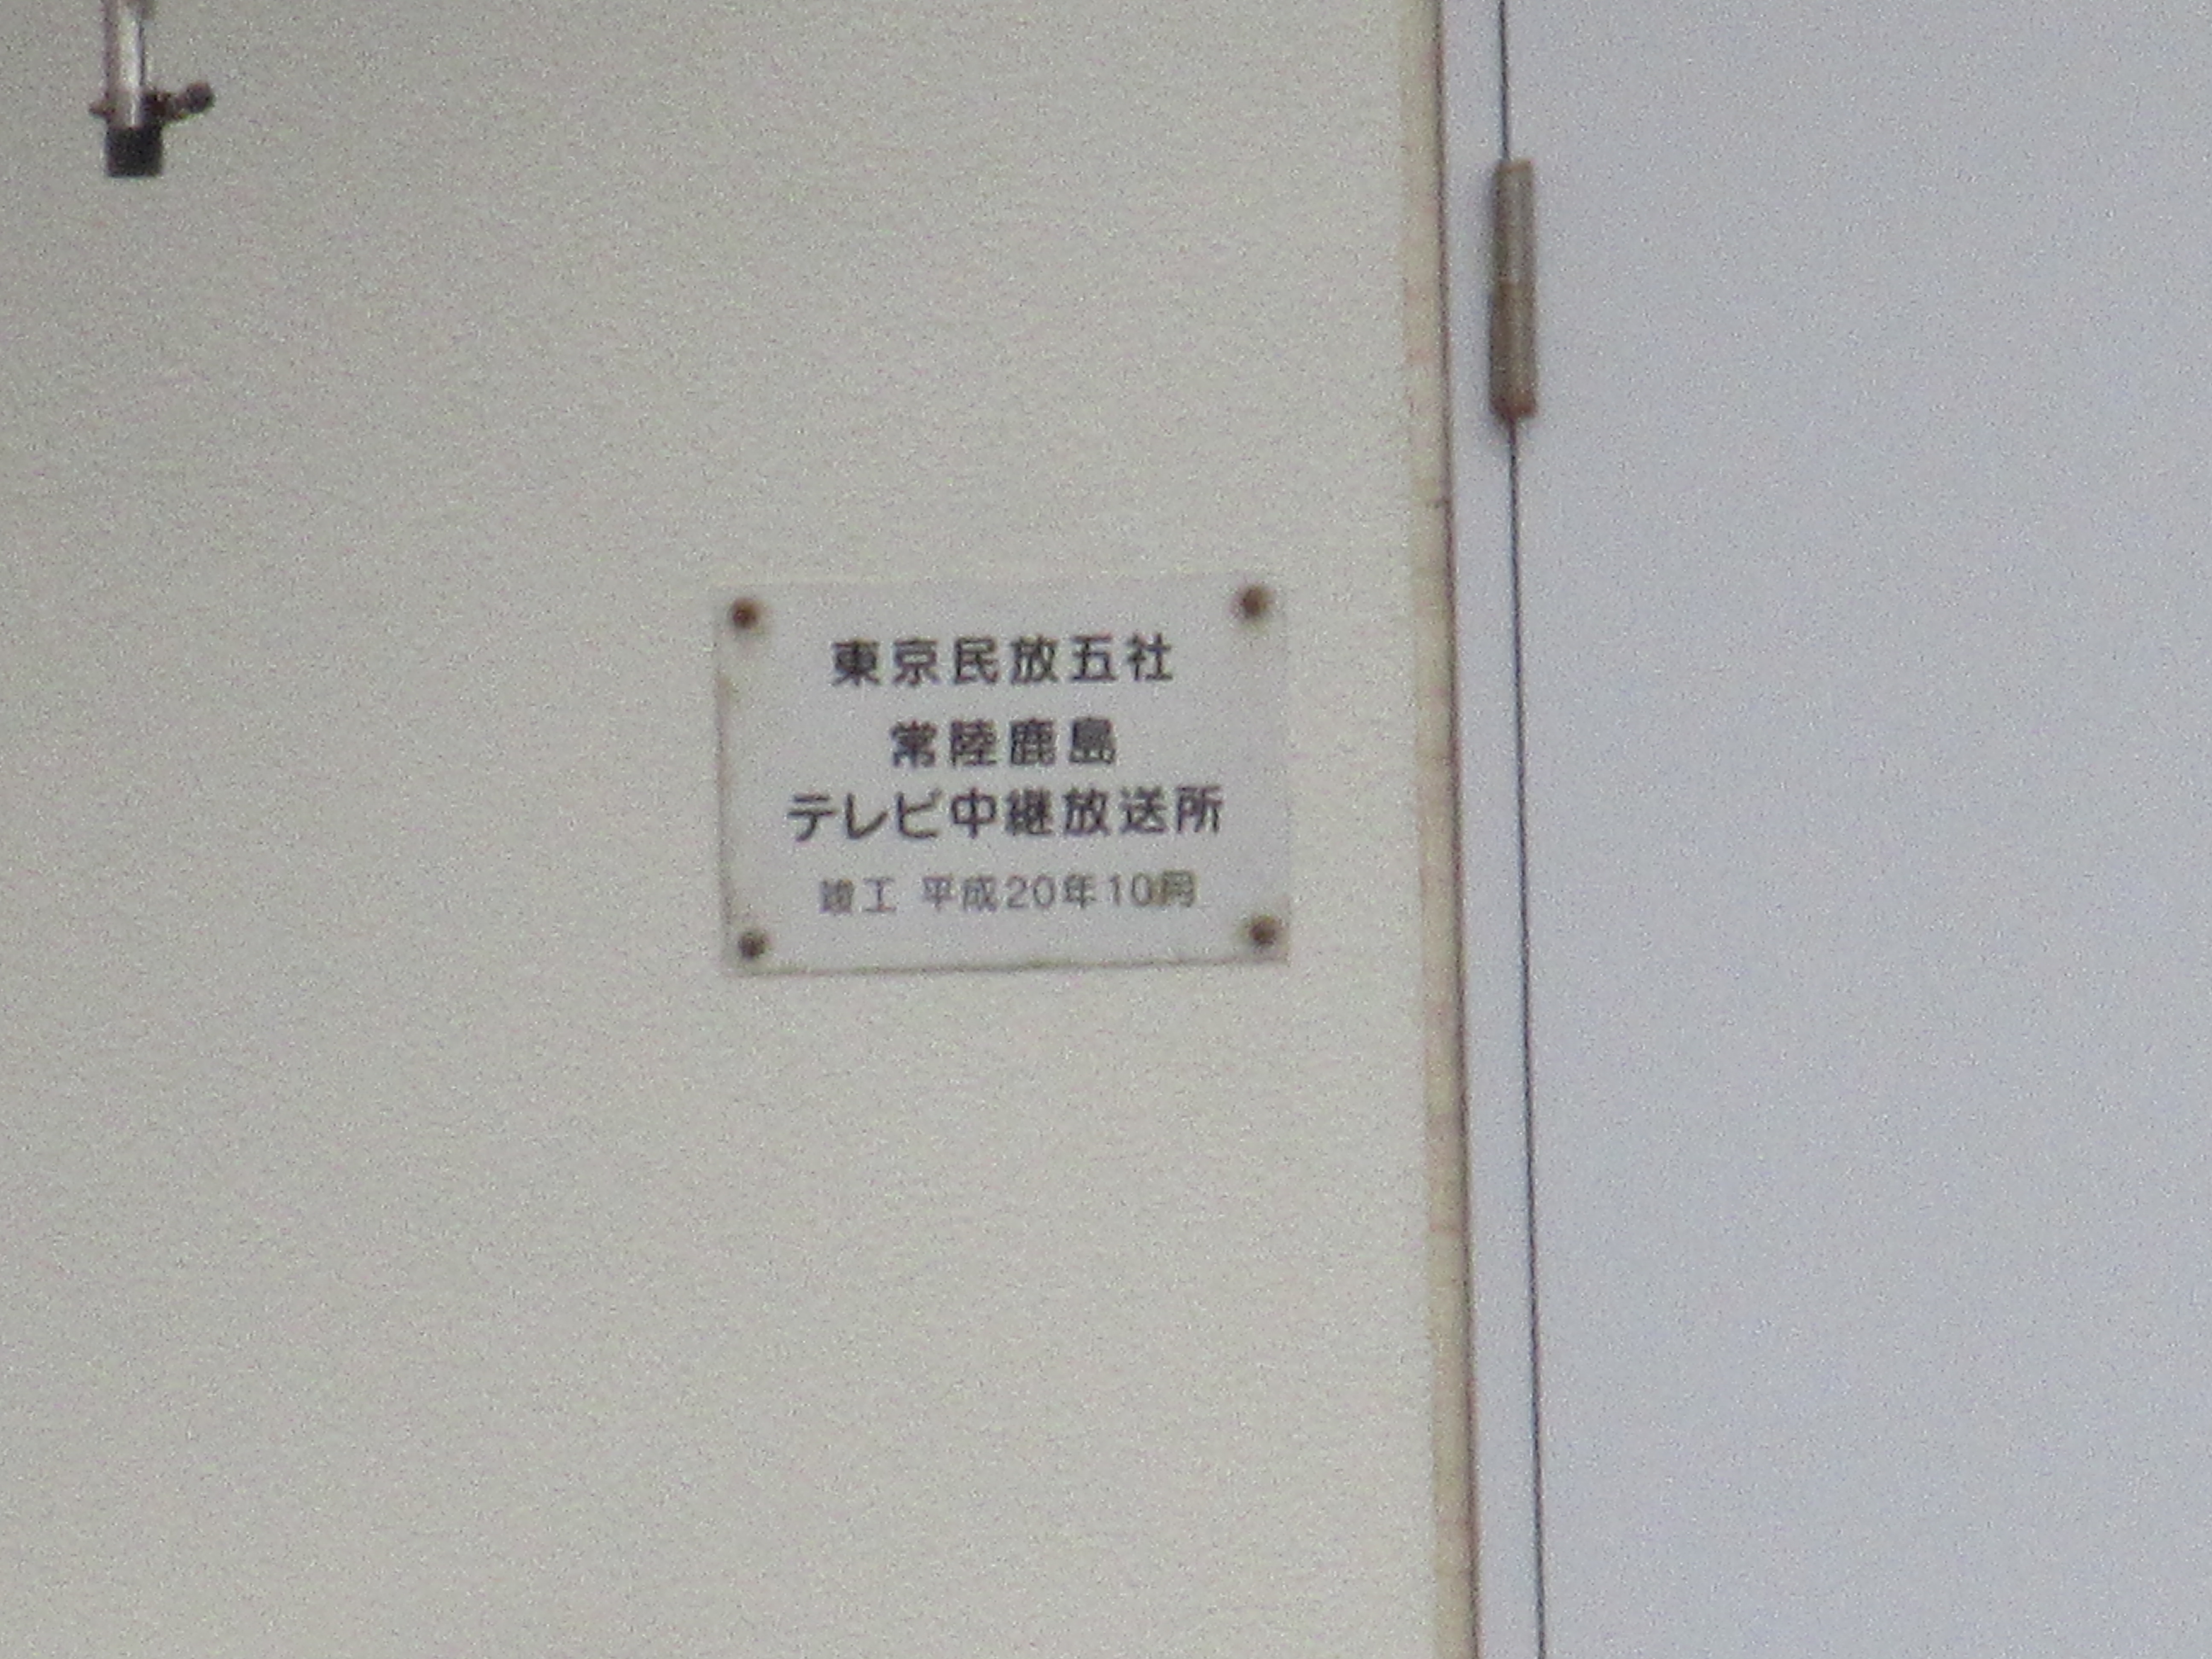 東京民放五社
常陸鹿島
テレビ中継放送所
竣工 平成20年10月